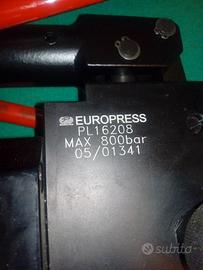 EUROPRESS
PL16208
MAX 800bar
05/01341
subito